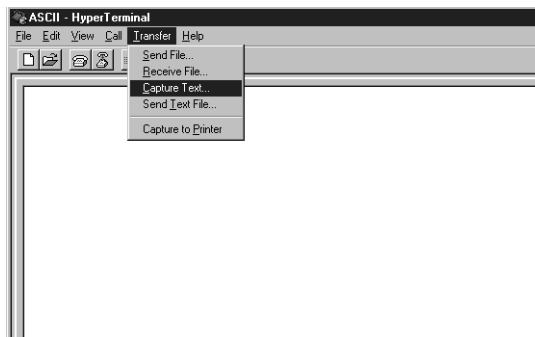 ASCII - HyperTerminal
File Edit View Call Transfer Help
Send File...
Receive File...
Capture Text...
Send Text File...
Capture to Printer